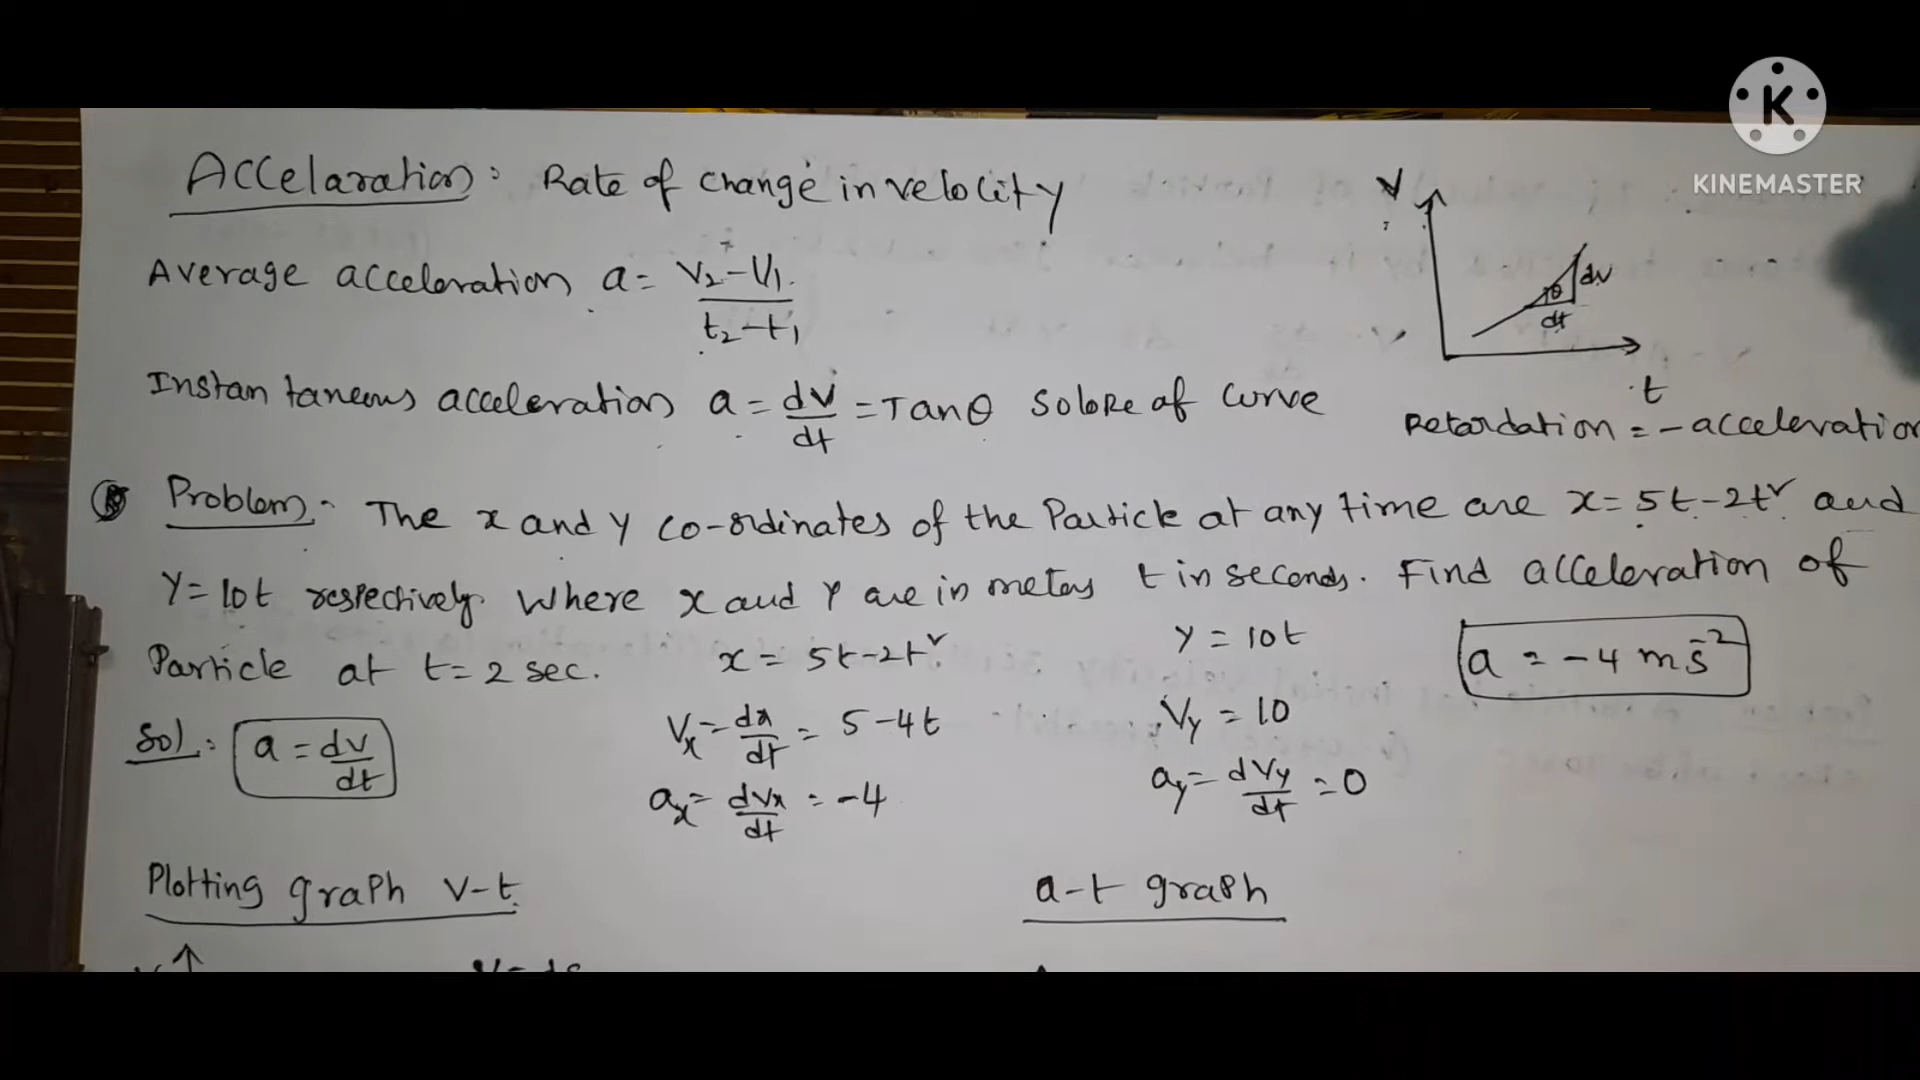 Accelaration: Rate of change in velocity
Average acceleration a = V₂-V₁ / t₂-t₁
Instantaneous acceleration a = dv/dt = Tanθ Solope of Curve
V
dv
θ
dt
t
Retardation = -acceleration
Problem:- The x and y co-ordinates of the Particle at any time are x = 5t-2t² and
Y=10t respectively. Where x and Y are in meters t in seconds. Find acceleration of
Particle at t=2 sec.
x = 5t-2t²
Y = 10t
a = -4 ms⁻²
Sol: a = dv/dt
Vx = dx/dt = 5-4t
Vy = 10
ax = dVx/dt = -4
ay = dVy/dt = 0
Plotting graph V-t
a-t graph
KINEMASTER